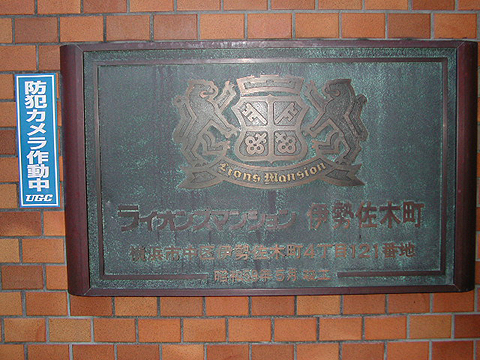 防犯カメラ作動中
UGC
Lions Mansion
ライオンズマンション 伊勢佐木町
横浜市中区伊勢佐木町4丁目121番地